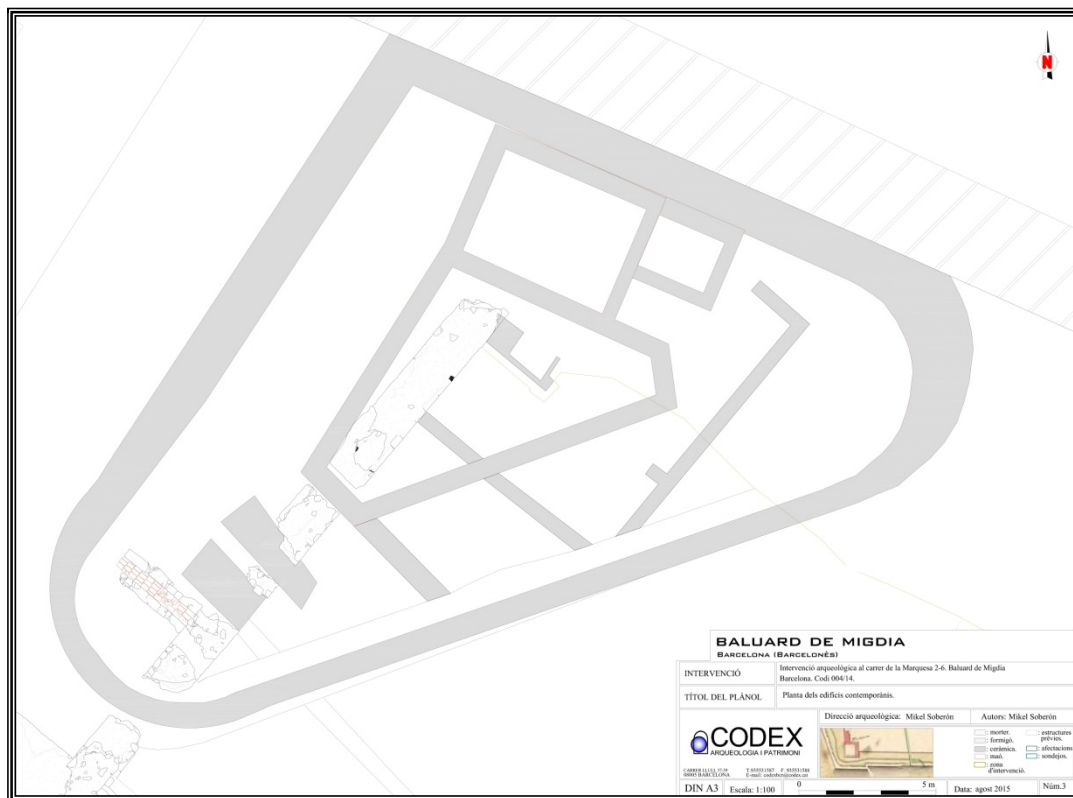 N
BALUARD DE MIGDIA
BARCELONA (BARCELONÈS)
INTERVENCIÓ
Intervenció arqueològica al carrer de la Marquesa 2-6. Baluard de Migdia
Barcelona. Codi 004/14.
TÍTOL DEL PLÀNOL
Planta dels edificis contemporànis.
Direcció arqueològica: Mikel Soberón
Autors: Mikel Soberón
CODEX
ARQUEOLOGIA I PATRIMONI
08005 BARCELONA
: morter.
: formigó.
: ceràmica.
: maó.
: zona
d'intervenció.
: estructures
prèvies.
: afectacions
: sondejos.
DIN A3
Escala: 1:100
0
5 m
Data: agost 2015
Núm.3